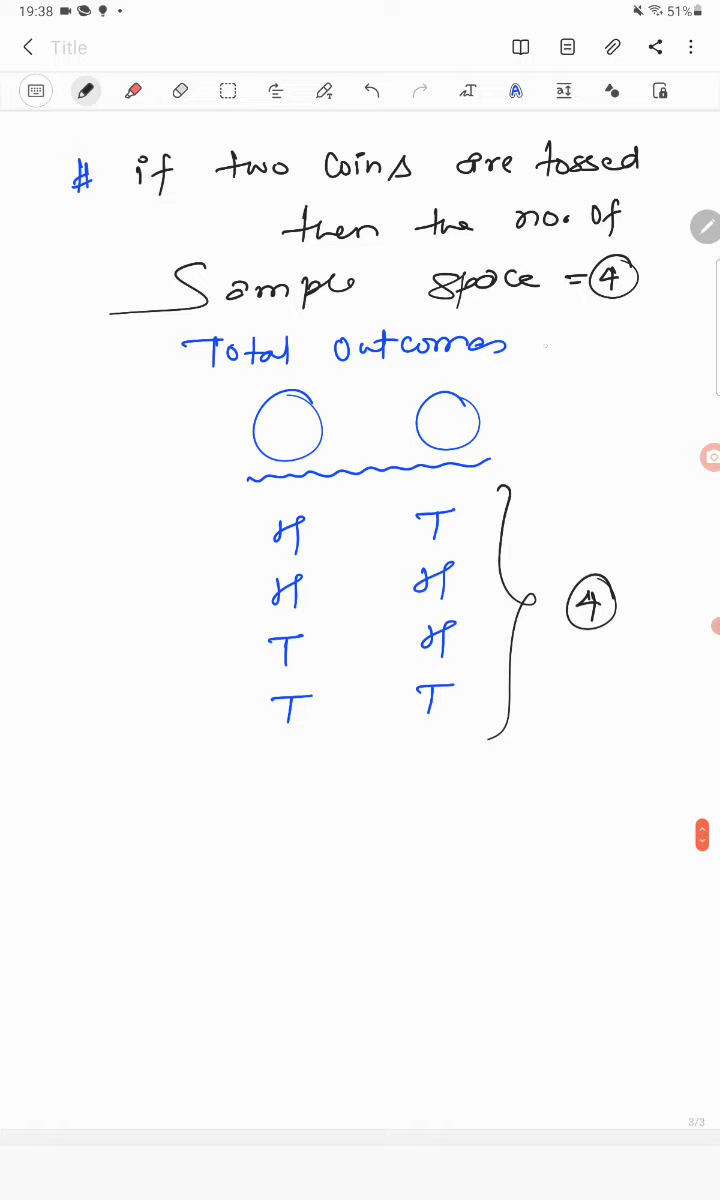 19:38 51%
Title
A
# if two coins are tossed
then the no. of
Sample space = 4
Total outcomes
H T
H H
T H
T T
4
3/3